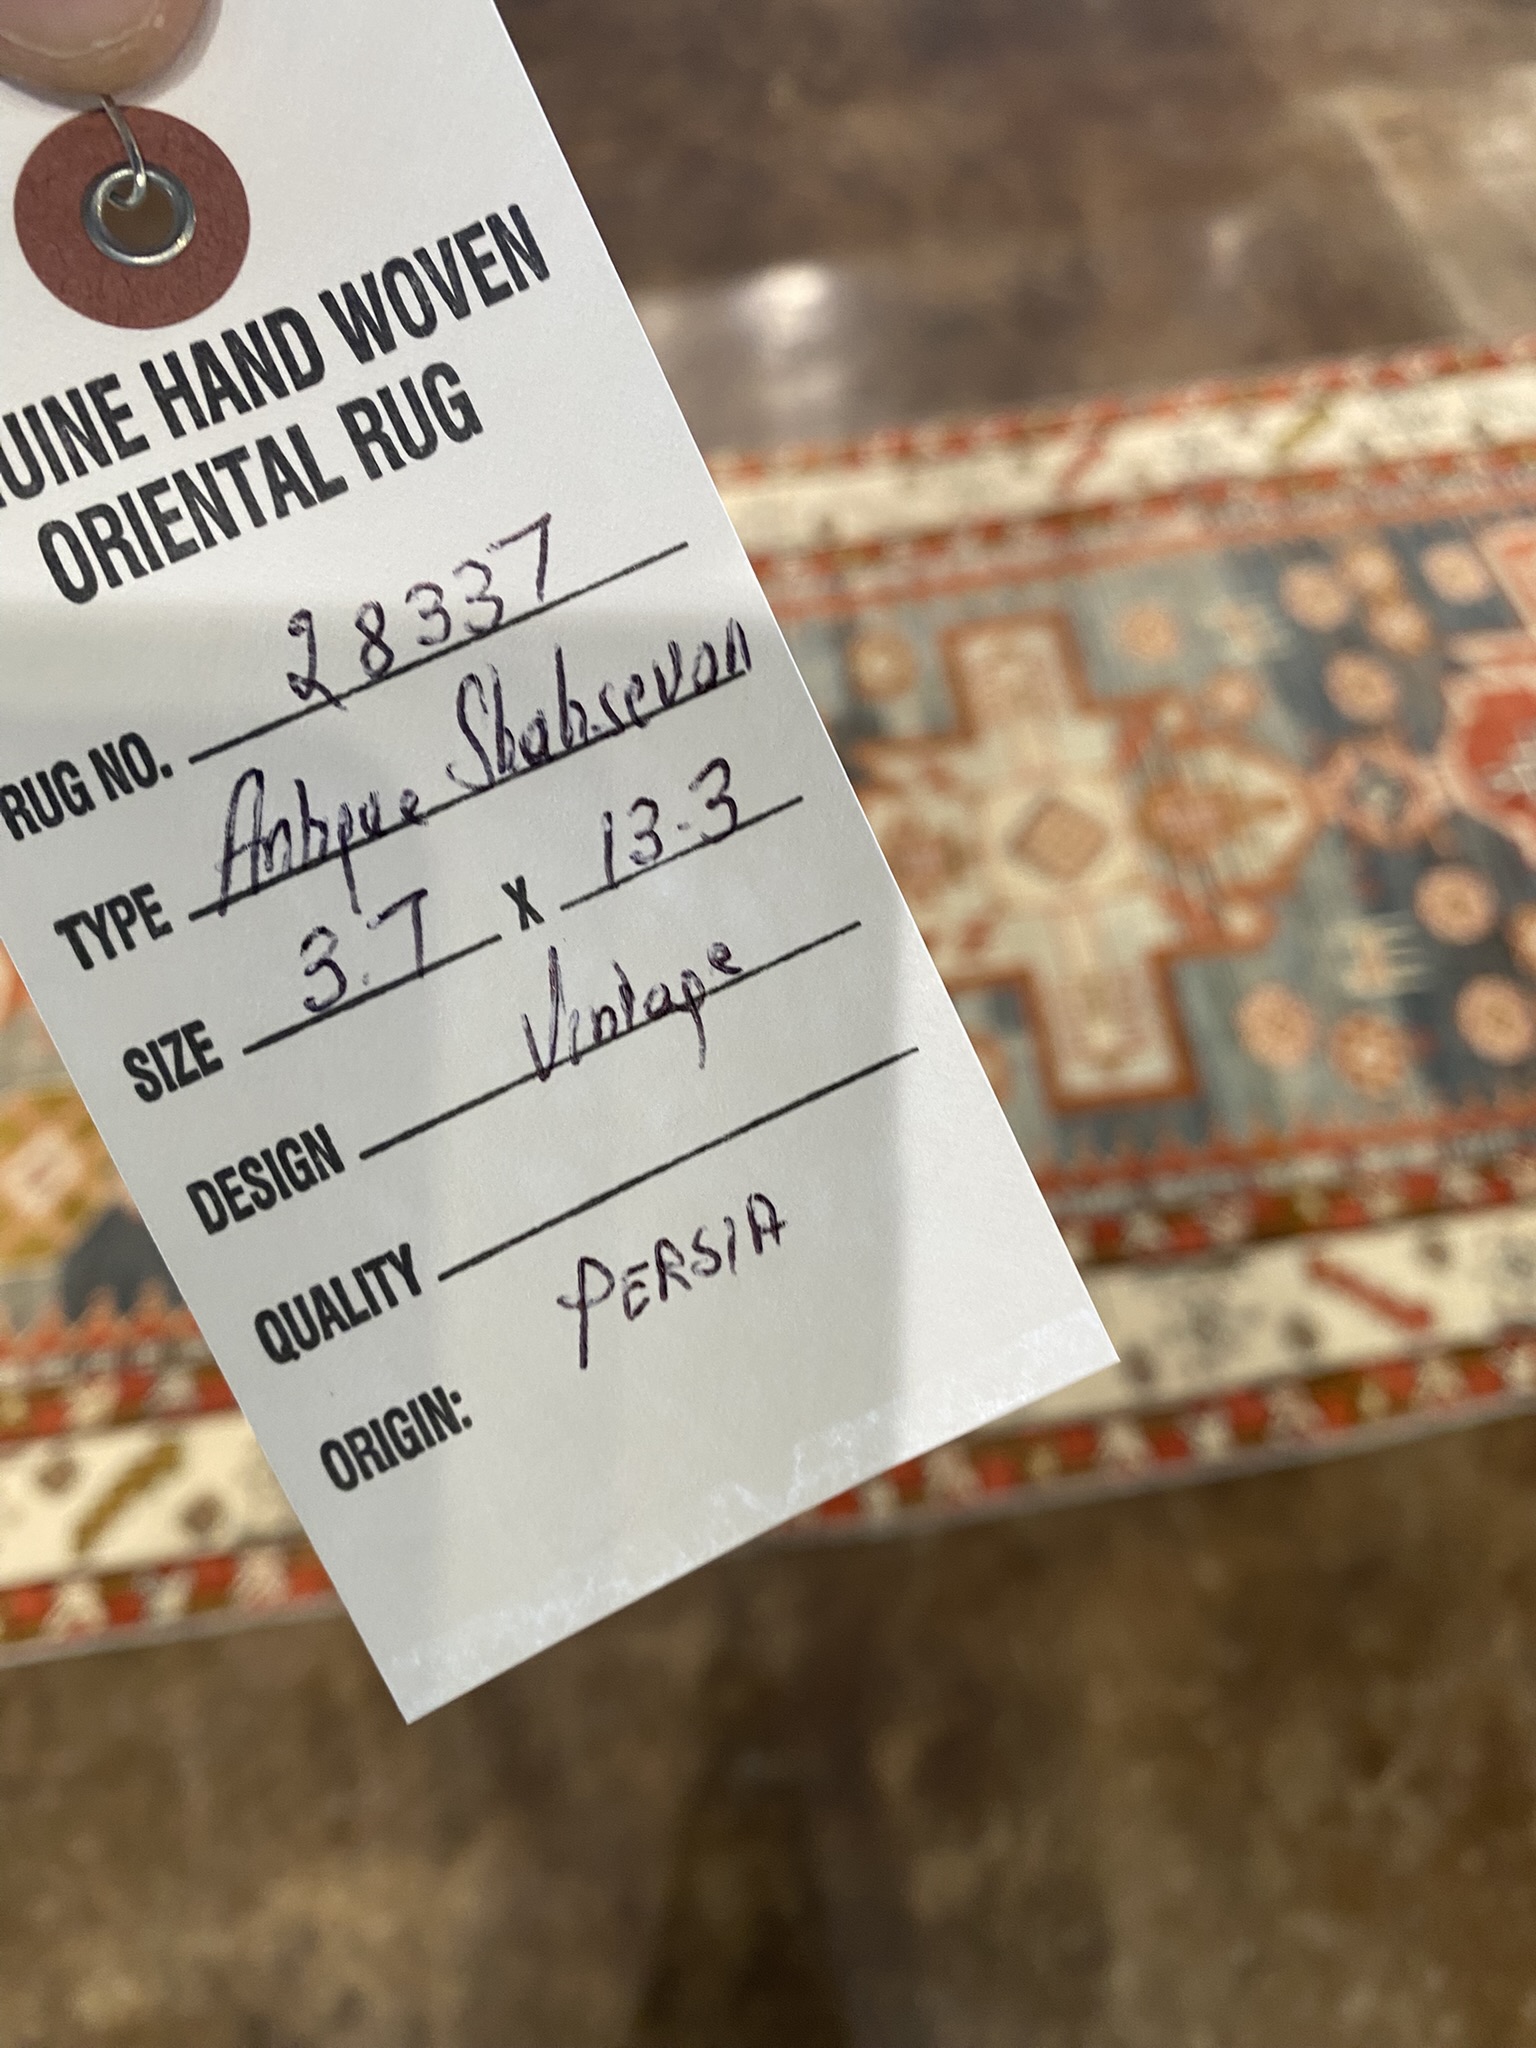 UINE HAND WOVEN
ORIENTAL RUG
RUG NO. 28337
TYPE Antique Shahsevan
SIZE 3.7 X 13.3
DESIGN Vintage
QUALITY
ORIGIN: PERSIA